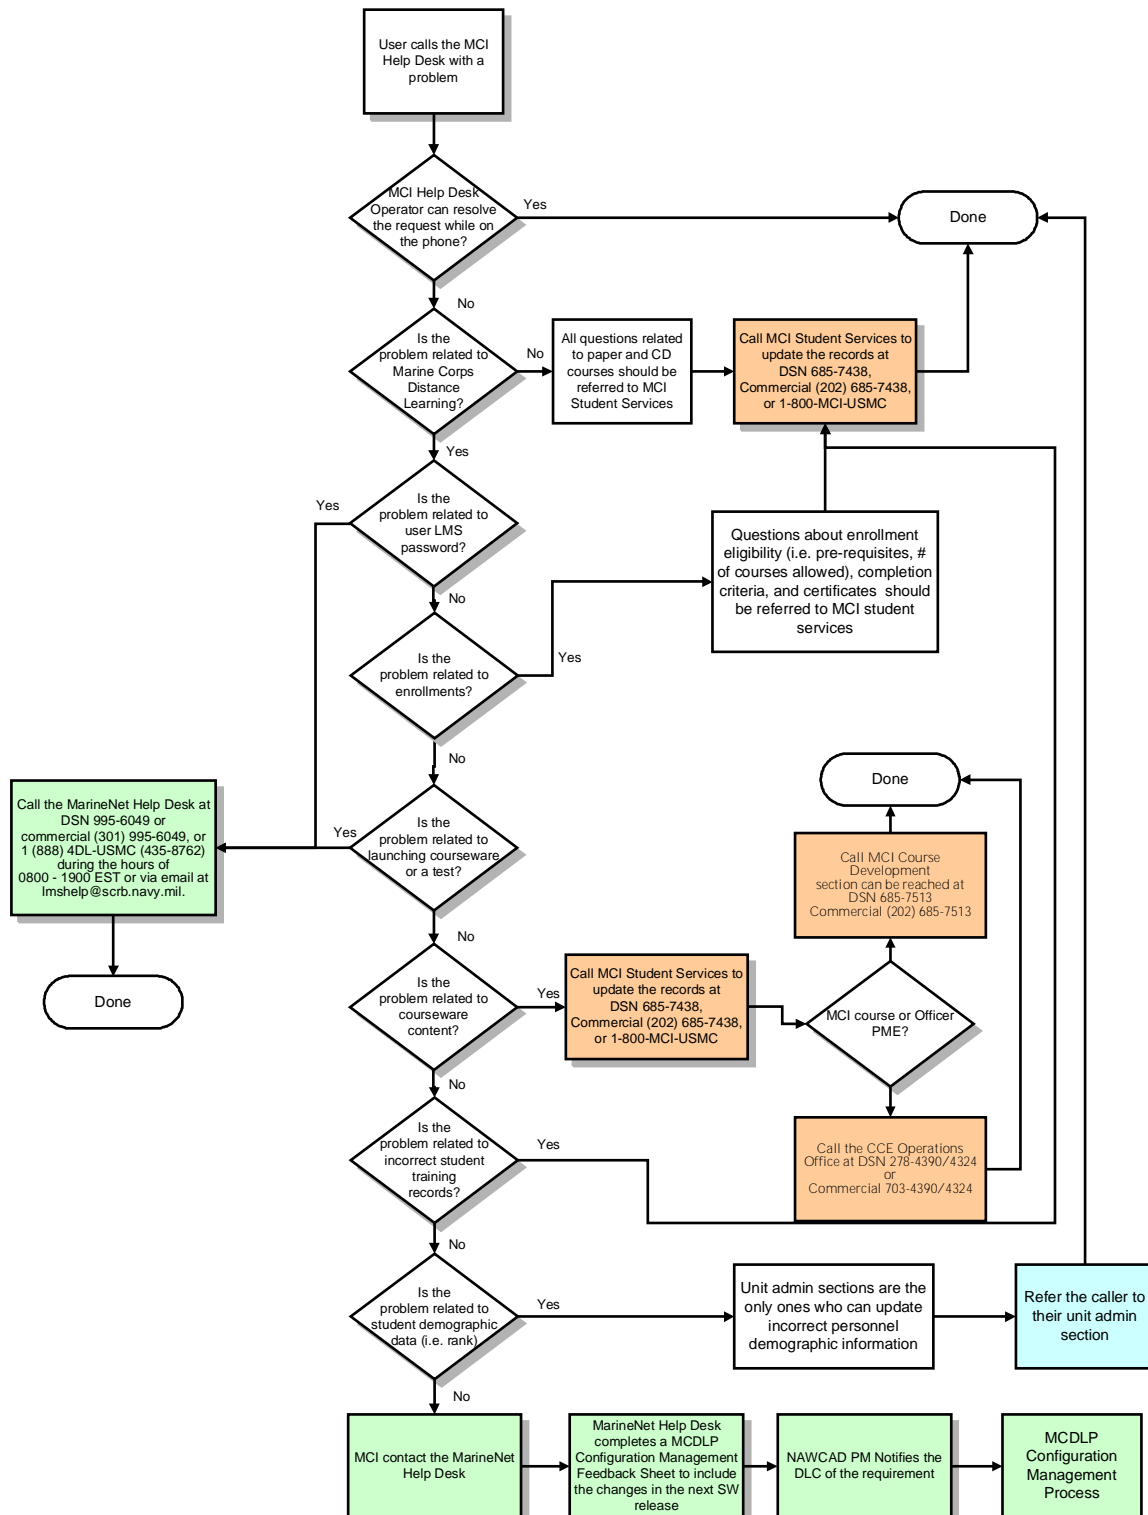 User calls the MCI
Help Desk with a
problem
MCI Help Desk
Operator can resolve
the request while on
the phone?
Yes
Done
No
Is the
problem related to
Marine Corps
Distance
Learning?
No
All questions related
to paper and CD
courses should be
referred to MCI
Student Services
Call MCI Student Services to
update the records at
DSN 685-7438,
Commercial (202) 685-7438,
or 1-800-MCI-USMC
Yes
Is the
problem related to
user LMS
password?
Yes
No
Questions about enrollment
eligibility (i.e. pre-requisites, #
of courses allowed), completion
criteria, and certificates should
be referred to MCI student
services
Is the
problem related to
enrollments?
Yes
No
Call the MarineNet Help Desk at
DSN 995-6049 or
commercial (301) 995-6049, or
1 (888) 4DL-USMC (435-8762)
during the hours of
0800 - 1900 EST or via email at
lmshelp@scrb.navy.mil.
Yes
Is the
problem related to
launching courseware
or a test?
Done
Call MCI Course
Development
section can be reached at
DSN 685-7513
Commercial (202) 685-7513
No
Done
Is the
problem related to
courseware
content?
Yes
Call MCI Student Services to
update the records at
DSN 685-7438,
Commercial (202) 685-7438,
or 1-800-MCI-USMC
MCI course or Officer
PME?
No
Is the
problem related to
incorrect student
training
records?
Yes
Call the CCE Operations
Office at DSN 278-4390/4324
or
Commercial 703-4390/4324
No
Is the
problem related to
student demographic
data (i.e. rank)
Yes
Unit admin sections are the
only ones who can update
incorrect personnel
demographic information
Refer the caller to
their unit admin
section
No
MCI contact the MarineNet
Help Desk
MarineNet Help Desk
completes a MCDLP
Configuration Management
Feedback Sheet to include
the changes in the next SW
release
NAWCAD PM Notifies the
DLC of the requirement
MCDLP
Configuration
Management
Process